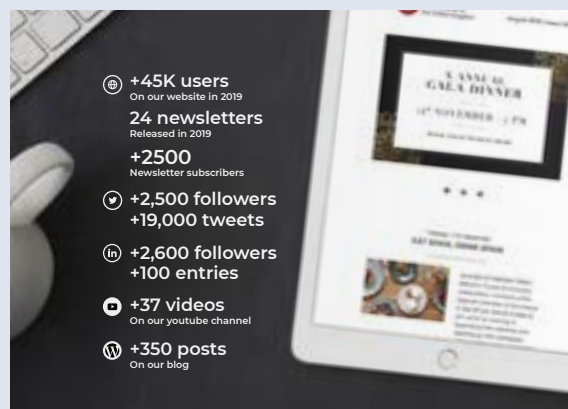 +45K users
On our website in 2019
24 newsletters
Released in 2019
+2500
Newsletter subscribers
+2,500 followers
+19,000 tweets
+2,600 followers
+100 entries
+37 videos
On our youtube channel
+350 posts
On our blog
ANNUAL
GALA DINNER